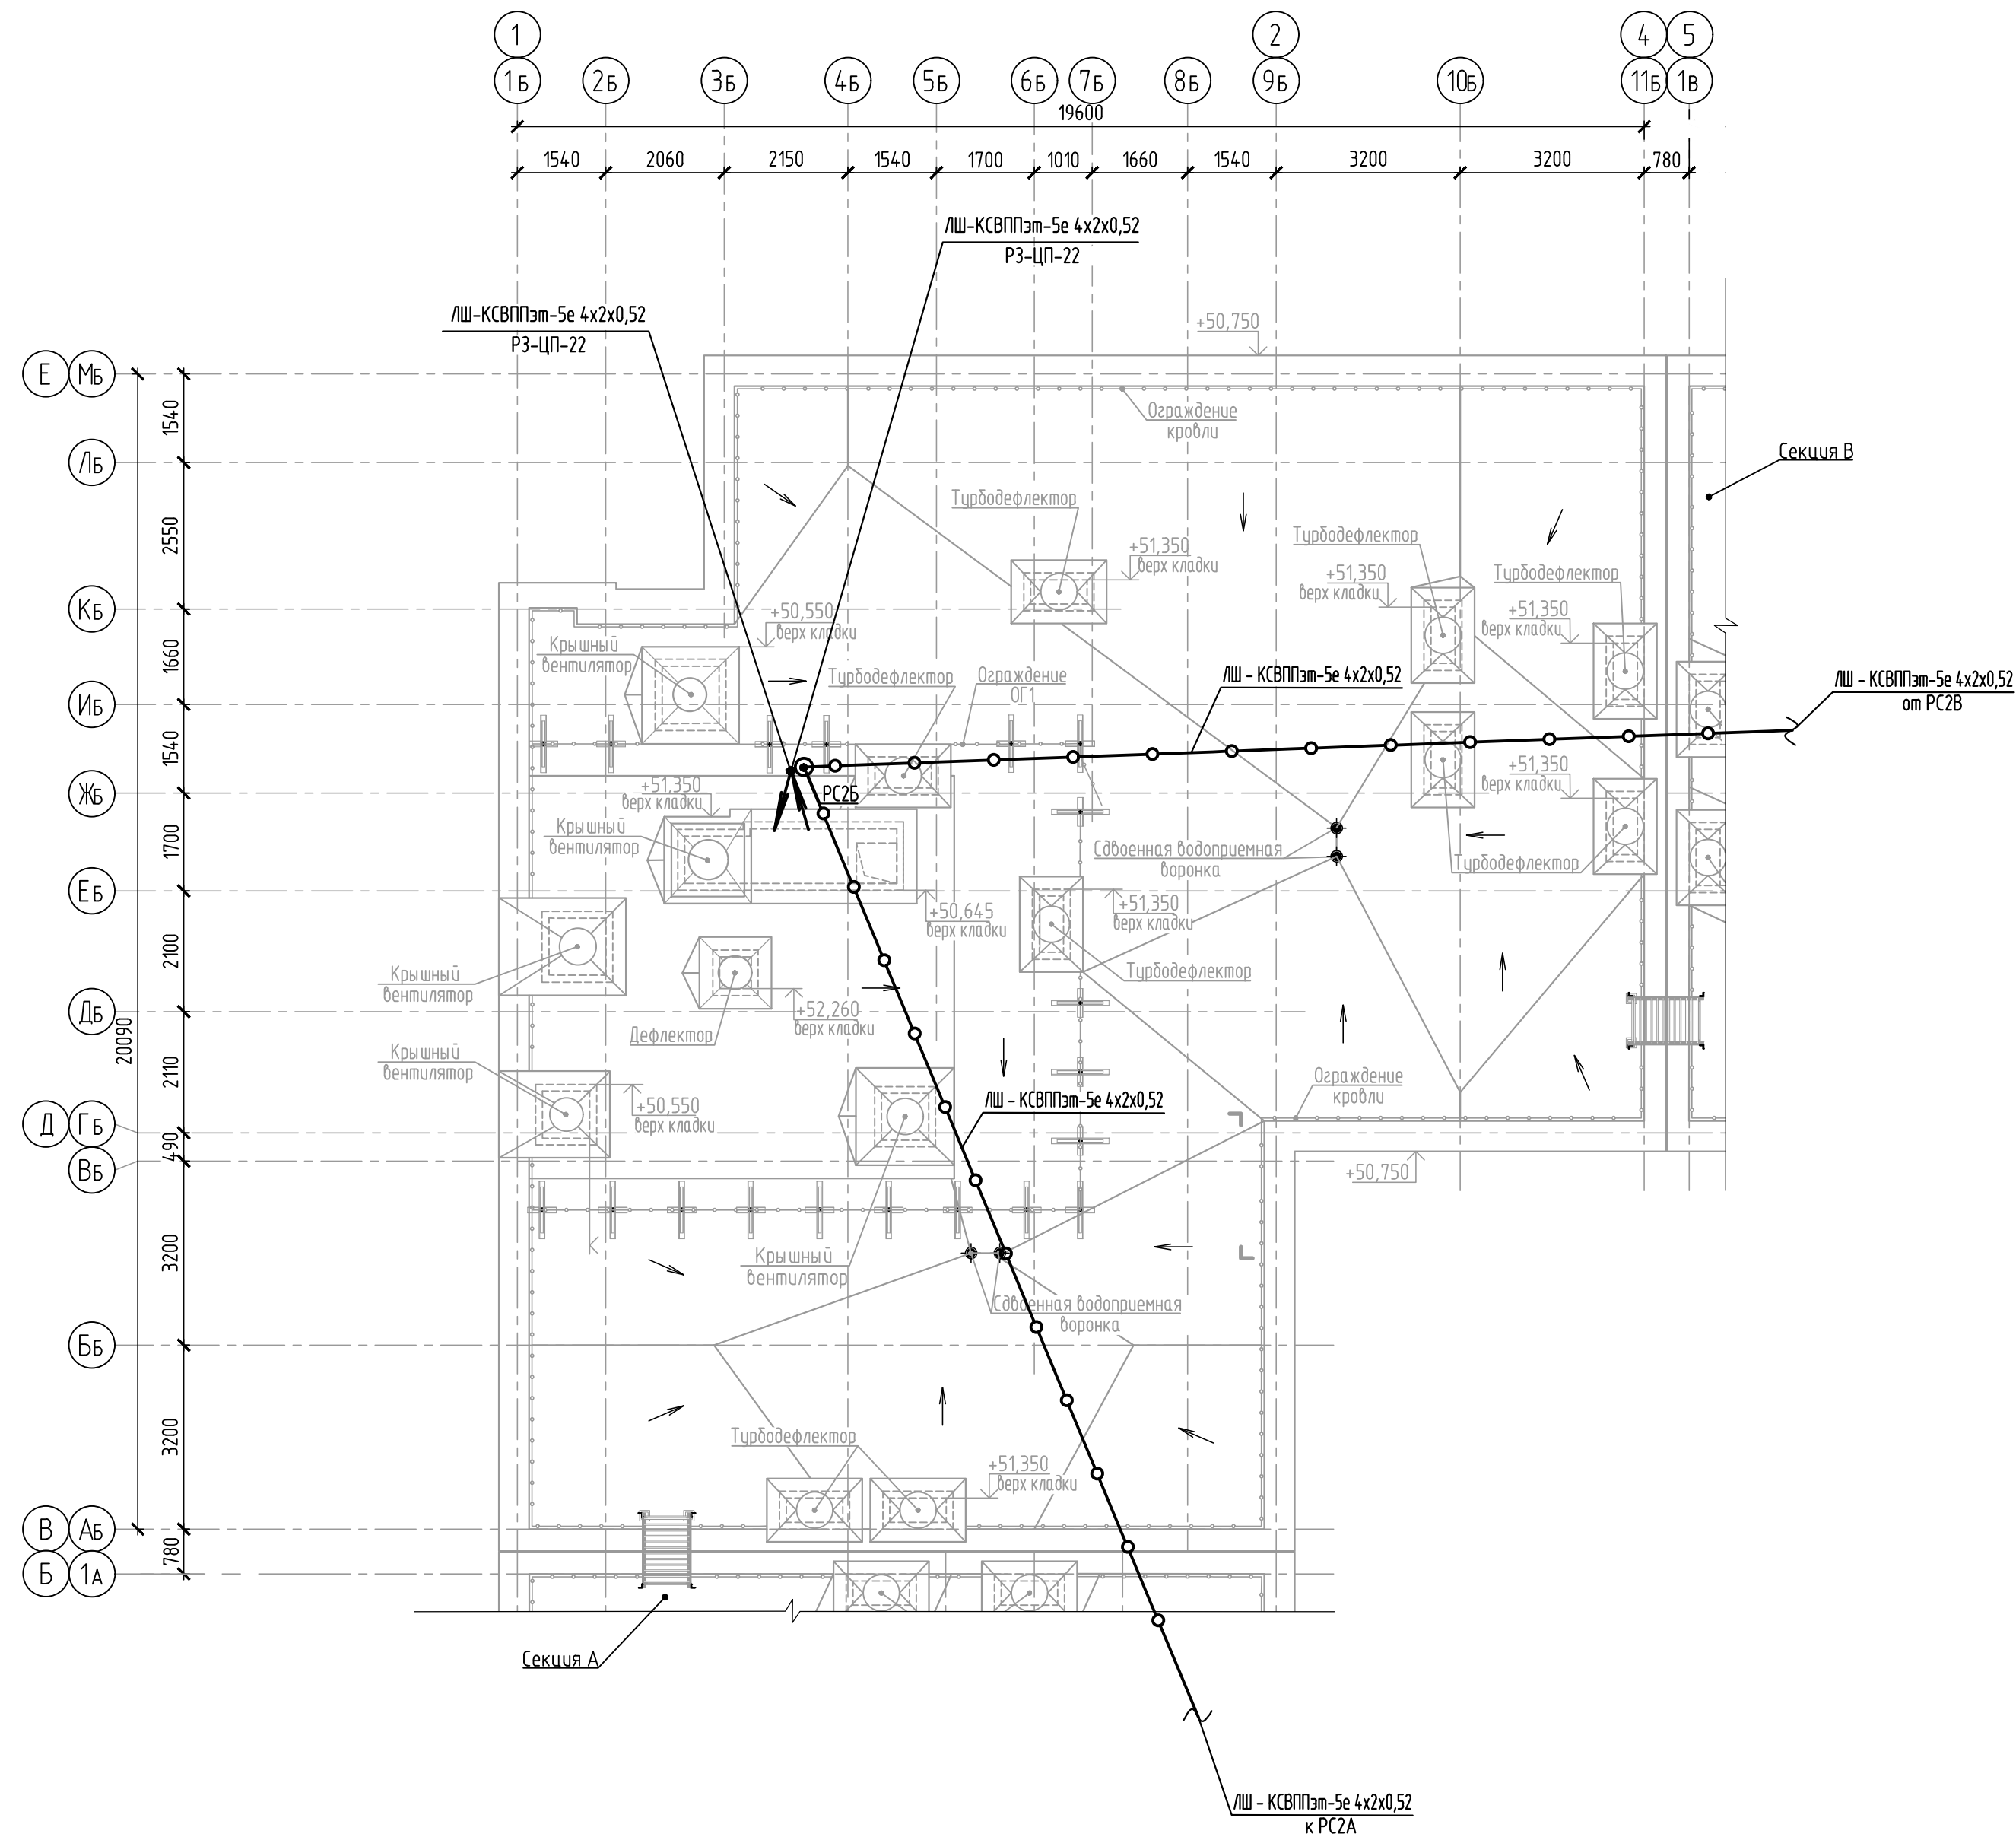 1 2 4 5
1Б 2Б 3Б 4Б 5Б 6Б 7Б 8Б 9Б 10Б 11Б 1В
19600
1540 2060 2150 1540 1700 1010 1660 1540 3200 3200 780
ЛШ-КСВППэт-5е 4х2х0,52
РЗ-ЦП-22
ЛШ-КСВППэт-5е 4х2х0,52
РЗ-ЦП-22
+50,750
Е МБ
1540
Ограждение
кровли
Секция В
ЛБ
Турбодефлектор
2550
Турбодефлектор
+51,350
верх кладки
Турбодефлектор
+51,350
верх кладки
+51,350
верх кладки
КБ
+50,550
верх кладки
Крышный
вентилятор
1660
Турбодефлектор
Ограждение
ОГ1
ЛШ - КСВППэт-5е 4х2х0,52
ЛШ - КСВППэт-5е 4х2х0,52
от РС2В
ИБ
1540
+51,350
верх кладки
РС2Б
+51,350
верх кладки
ЖБ
Крышный
вентилятор
1700
Сдвоенная водоприемная
воронка
Турбодефлектор
ЕБ
+50,645
верх кладки
+51,350
верх кладки
2100
Крышный
вентилятор
Турбодефлектор
+52,260
верх кладки
ДБ
20090
Дефлектор
Крышный
вентилятор
2110
Ограждение
кровли
+50,550
верх кладки
ЛШ - КСВППэт-5е 4х2х0,52
Д ГБ
490
ВБ
+50,750
3200
Крышный
вентилятор
Сдвоенная водоприемная
воронка
ББ
3200
Турбодефлектор
+51,350
верх кладки
В АБ
780
Б 1А
Секция А
ЛШ - КСВППэт-5е 4х2х0,52
к РС2А